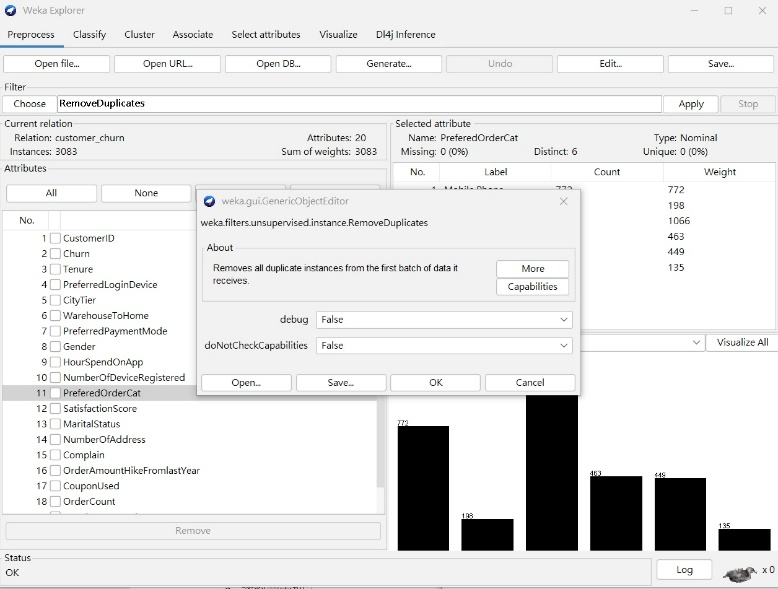 Weka Explorer
Preprocess Classify Cluster Associate Select attributes Visualize Dl4j Inference
Open file... Open URL... Open DB... Generate... Undo Edit... Save...
Filter
Choose RemoveDuplicates Apply Stop
Current relation
Relation: customer_churn Attributes: 20
Instances: 3083 Sum of weights: 3083
Attributes
All None
No.
1 CustomerID
2 Churn
3 Tenure
4 PreferredLoginDevice
5 CityTier
6 WarehouseToHome
7 PreferredPaymentMode
8 Gender
9 HourSpendOnApp
10 NumberOfDeviceRegistered
11 PreferedOrderCat
12 SatisfactionScore
13 MaritalStatus
14 NumberOfAddress
15 Complain
16 OrderAmountHikeFromlastYear
17 CouponUsed
18 OrderCount
Remove
Selected attribute
Name: PreferedOrderCat Type: Nominal
Missing: 0 (0%) Distinct: 6 Unique: 0 (0%)
No. Label Count Weight
1 Mobile Phone 772 772
198
1066
463
449
135
weka.gui.GenericObjectEditor
weka.filters.unsupervised.instance.RemoveDuplicates
About
Removes all duplicate instances from the first batch of data it
receives.
More
Capabilities
debug False
doNotCheckCapabilities False
Open... Save... OK Cancel
Visualize All
772
198
463
449
135
Status
OK
Log x 0